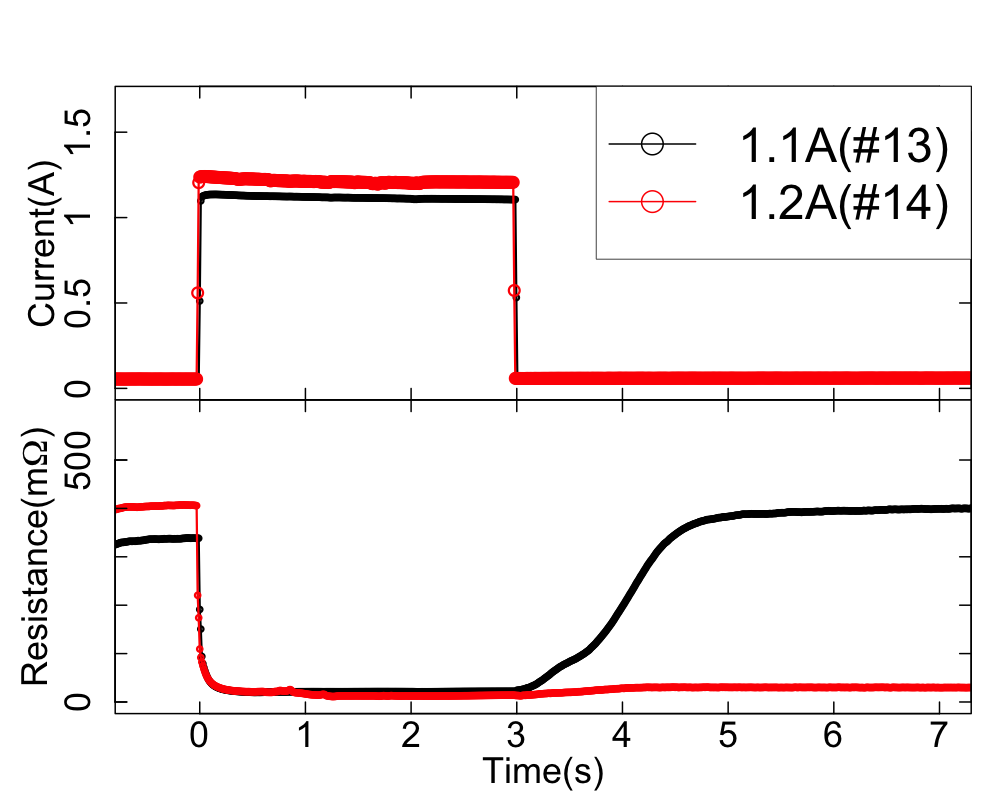 1.1A(#13)
1.2A(#14)
Current(A)
1.5
1
0.5
0
Resistance(mΩ)
500
0
0 1 2 3 4 5 6 7
Time(s)